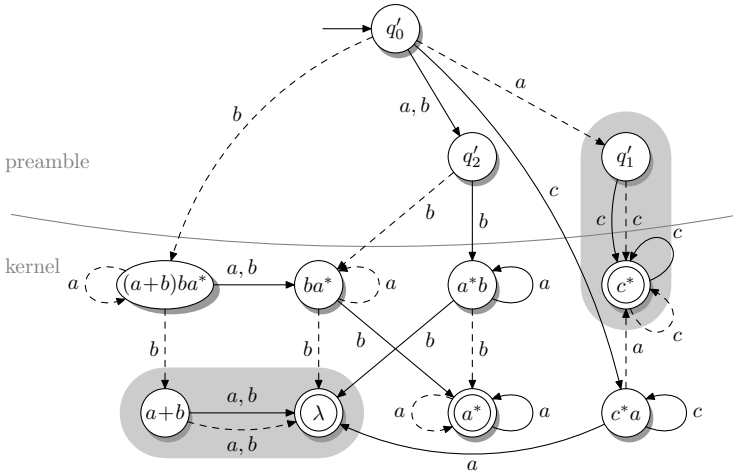 q′0
b
a, b
a
preamble
q′2
q′1
c
b
b
c
c
c
kernel
a
(a+b)ba*
a, b
ba*
a
a*b
a
c*
c
b
b
b
b
b
a
a+b
a, b
a, b
λ
a
a*
a
c*a
c
a